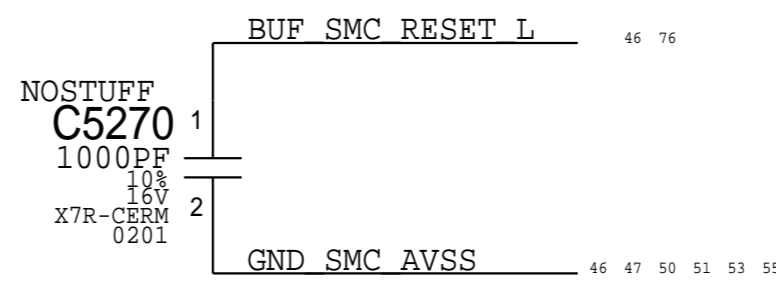 BUF_SMC_RESET_L 46 76
NOSTUFF
C5270 1
1000PF
10%
16V
X7R-CERM 2
0201
GND_SMC_AVSS 46 47 50 51 53 55